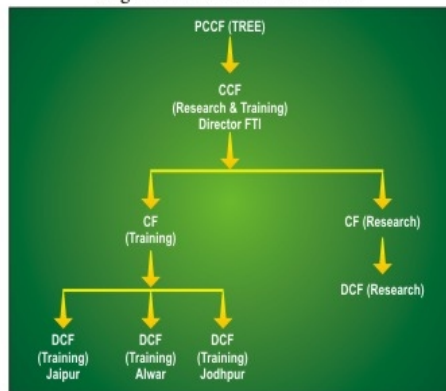 PCCF (TREE)
CCF
(Research & Training)
Director FTI
CF
(Training)
CF (Research)
DCF (Research)
DCF
(Training)
Jaipur
DCF
(Training)
Alwar
DCF
(Training)
Jodhpur